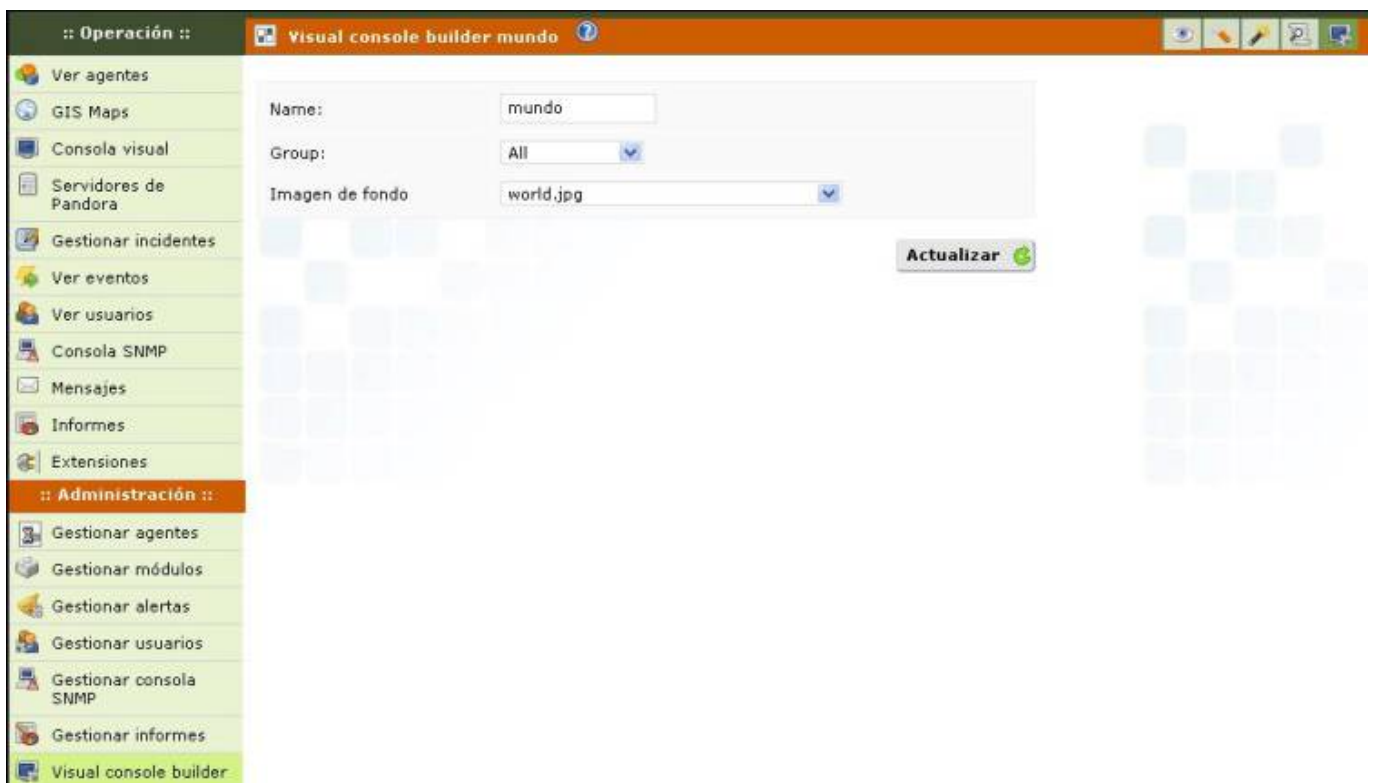 :: Operación ::
Ver agentes
GIS Maps
Consola visual
Servidores de
Pandora
Gestionar incidentes
Ver eventos
Ver usuarios
Consola SNMP
Mensajes
Informes
Extensiones
:: Administración ::
Gestionar agentes
Gestionar módulos
Gestionar alertas
Gestionar usuarios
Gestionar consola
SNMP
Gestionar informes
Visual console builder
Visual console builder mundo
Name: mundo
Group: All
Imagen de fondo world.jpg
Actualizar